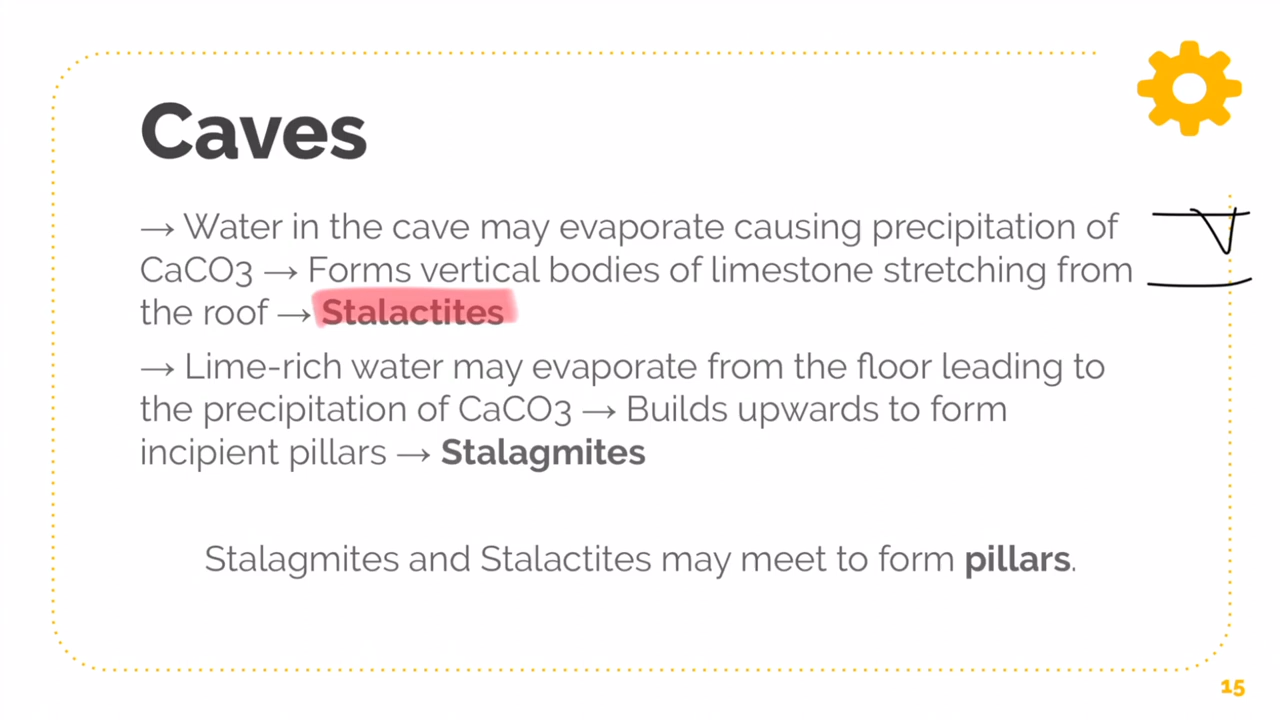 Caves
→ Water in the cave may evaporate causing precipitation of
CaCO3 → Forms vertical bodies of limestone stretching from
the roof → Stalactites
→ Lime-rich water may evaporate from the floor leading to
the precipitation of CaCO3 → Builds upwards to form
incipient pillars → Stalagmites
Stalagmites and Stalactites may meet to form pillars.
15